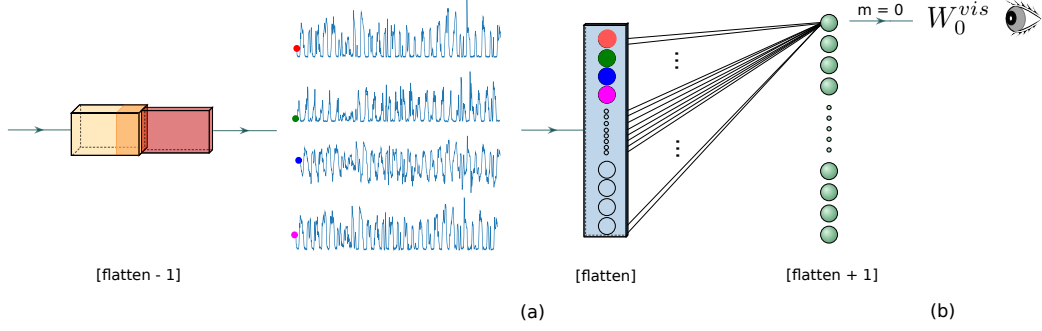 m = 0
W_0^{vis}
[flatten - 1]
[flatten]
[flatten + 1]
(a)
(b)